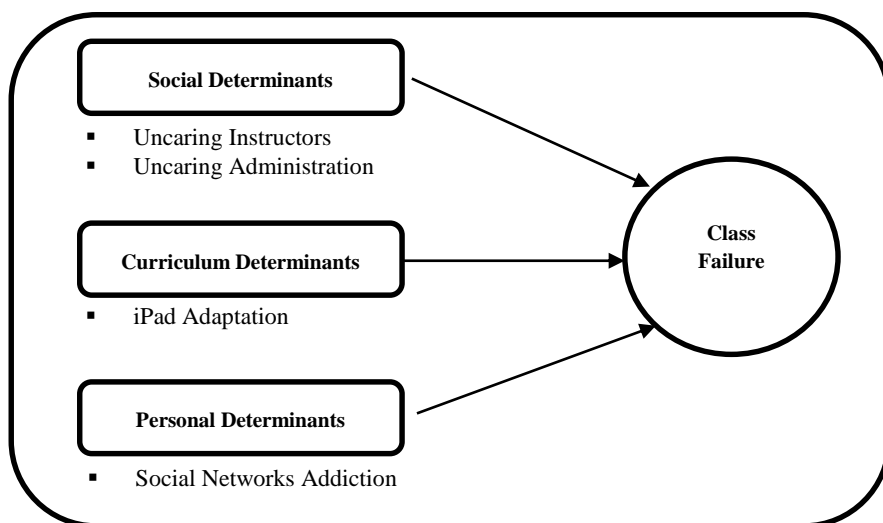 Social Determinants
▪ Uncaring Instructors
▪ Uncaring Administration
Curriculum Determinants
▪ iPad Adaptation
Personal Determinants
▪ Social Networks Addiction
Class
Failure